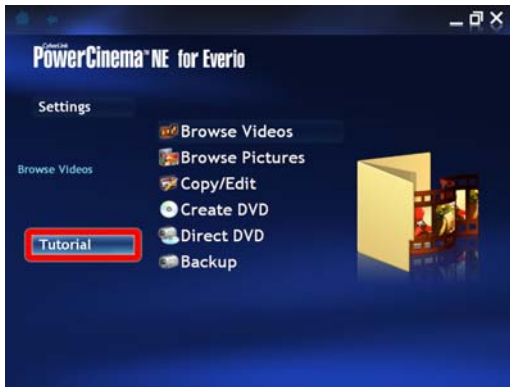 CyberLink
PowerCinema™ NE for Everio
Settings
Browse Videos
Browse Pictures
Browse Videos
Copy/Edit
Create DVD
Direct DVD
Tutorial
Backup